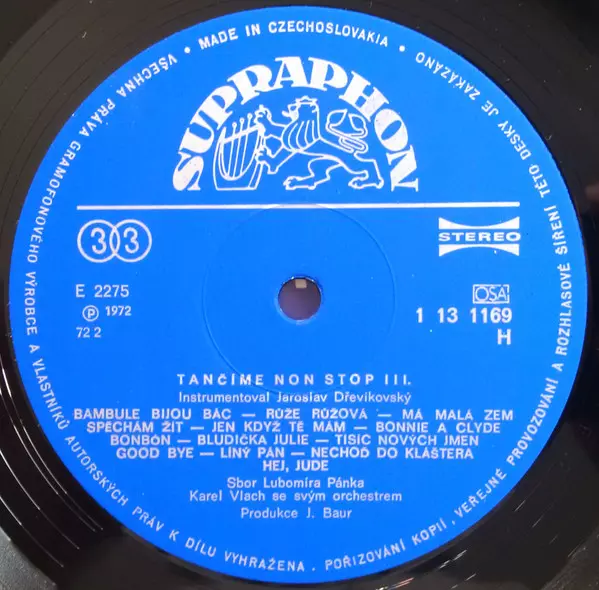 VŠECHNA PRÁVA GRAMOFONOVÉHO VÝROBCE A VLASTNÍKŮ AUTORSKÝCH PRÁV K DÍLU VYHRAŽENA. POŘIZOVÁNÍ KOPIÍ, VEŘEJNÉ PROVOZOVÁNÍ A ROZHLASOVÉ ŠÍŘENÍ TÉTO DESKY JE ZAKÁZÁNO
• MADE IN CZECHOSLOVAKIA •
SUPRAPHON
33
STEREO
E 2275
Ⓟ 1972
72 2
OSA
1 13 1169
H
TANČÍME NON STOP III.
Instrumentoval Jaroslav Dřevikovský
BAMBULE BIJOU BÁC — RŮŽE RŮŽOVÁ — MÁ MALÁ ZEM
SPĚCHÁM ŽÍT — JEN KDYŽ TĚ MÁM — BONNIE A CLYDE
BONBÓN — BLUDIČKA JULIE — TISÍC NOVÝCH JMEN
GOOD BYE — LÍNÝ PÁN — NECHOĎ DO KLÁŠTERA
HEJ, JUDE
Sbor Lubomíra Pánka
Karel Vlach se svým orchestrem
Produkce J. Baur